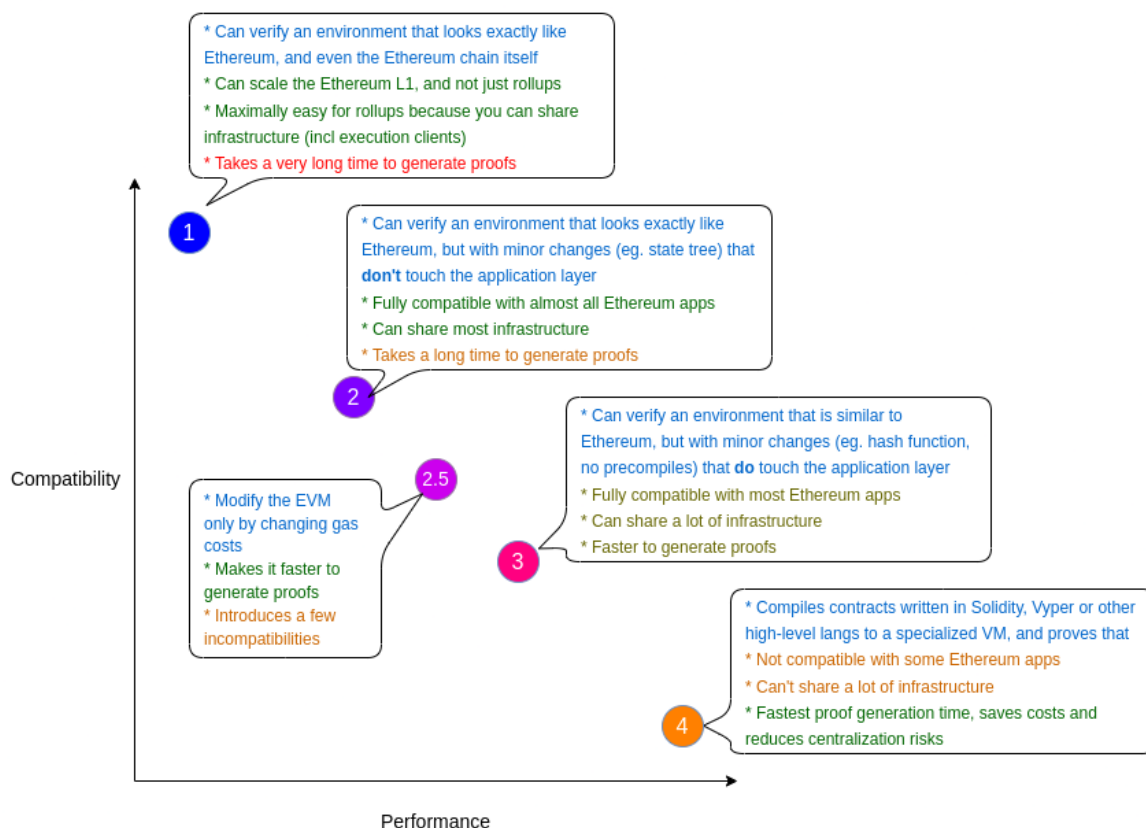 * Can verify an environment that looks exactly like
Ethereum, and even the Ethereum chain itself
* Can scale the Ethereum L1, and not just rollups
* Maximally easy for rollups because you can share
infrastructure (incl execution clients)
* Takes a very long time to generate proofs
1
* Can verify an environment that looks exactly like
Ethereum, but with minor changes (eg. state tree) that
don't touch the application layer
* Fully compatible with almost all Ethereum apps
* Can share most infrastructure
* Takes a long time to generate proofs
2
Compatibility
2.5
* Modify the EVM
only by changing gas
costs
* Makes it faster to
generate proofs
* Introduces a few
incompatibilities
* Can verify an environment that is similar to
Ethereum, but with minor changes (eg. hash function,
no precompiles) that do touch the application layer
* Fully compatible with most Ethereum apps
* Can share a lot of infrastructure
* Faster to generate proofs
3
* Compiles contracts written in Solidity, Vyper or other
high-level langs to a specialized VM, and proves that
* Not compatible with some Ethereum apps
* Can't share a lot of infrastructure
* Fastest proof generation time, saves costs and
reduces centralization risks
4
Performance